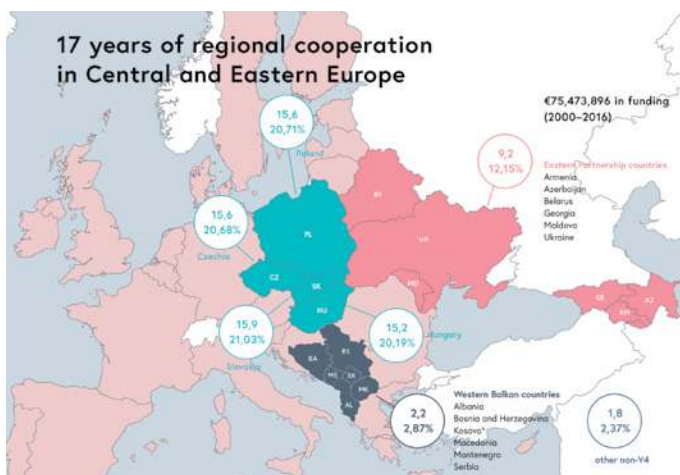 17 years of regional cooperation
in Central and Eastern Europe
€75,473,896 in funding
(2000–2016)
15,6
20,71%
Poland
9,2
12,15%
Eastern Partnership countries
Armenia
Azerbaijan
Belarus
Georgia
Moldova
Ukraine
BY
15,6
20,68%
Czechia
PL
UA
CZ
SK
MD
HU
GE
AZ
AM
15,9
21,03%
Slovakia
15,2
20,19%
Hungary
BA
RS
ME
XK
MK
AL
2,2
2,87%
Western Balkan countries
Albania
Bosnia and Herzegovina
Kosovo*
Macedonia
Montenegro
Serbia
1,8
2,37%
other non-V4